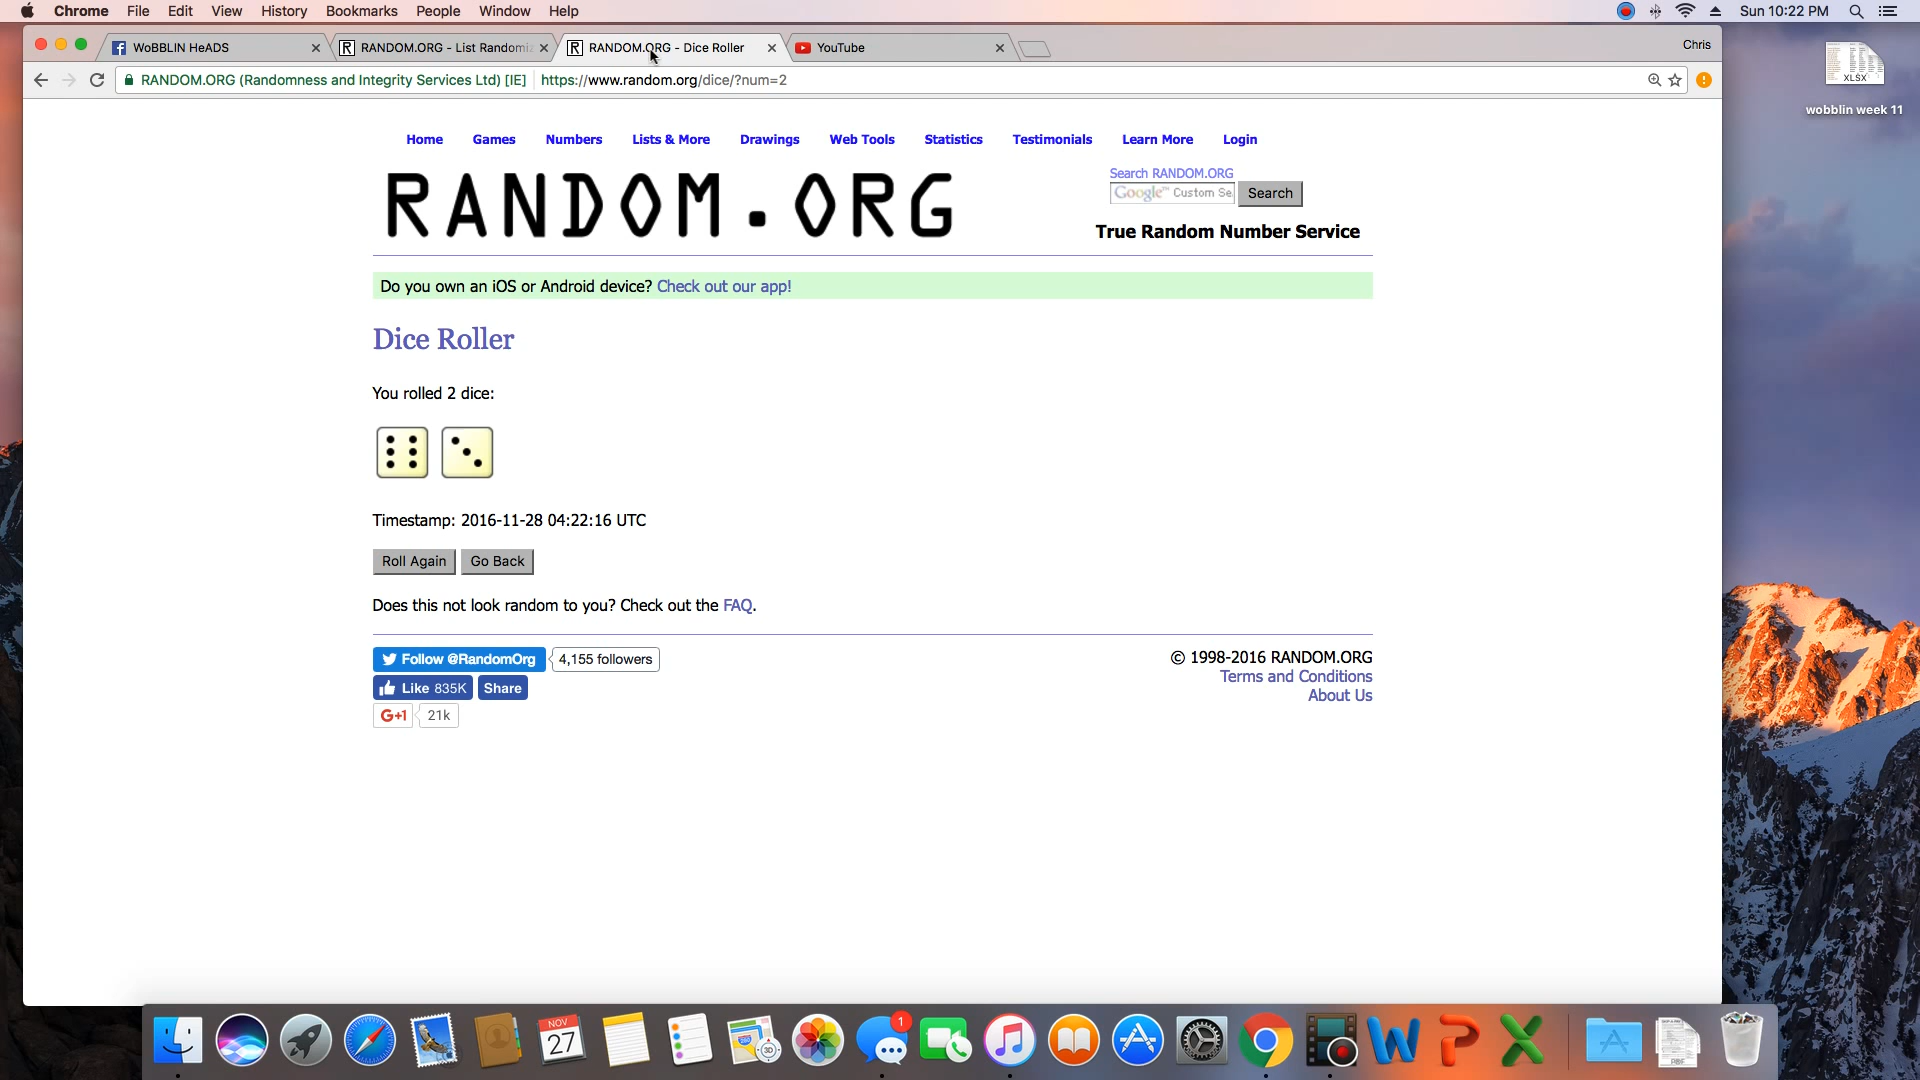 Chrome File Edit View History Bookmarks People Window Help
Sun 10:22 PM
WoBBLIN HeADS
RANDOM.ORG - List Randomi
RANDOM.ORG - Dice Roller
YouTube
Chris
RANDOM.ORG (Randomness and Integrity Services Ltd) [IE]
https://www.random.org/dice/?num=2
XLSX
wobblin week 11
Home Games Numbers Lists & More Drawings Web Tools Statistics Testimonials Learn More Login
RANDOM.ORG
Search RANDOM.ORG
Google™ Custom Se
Search
True Random Number Service
Do you own an iOS or Android device? Check out our app!
Dice Roller
You rolled 2 dice:
Timestamp: 2016-11-28 04:22:16 UTC
Roll Again
Go Back
Does this not look random to you? Check out the FAQ.
Follow @RandomOrg
4,155 followers
Like 835K
Share
G+1
21k
© 1998-2016 RANDOM.ORG
Terms and Conditions
About Us
NOV
27
3D
1